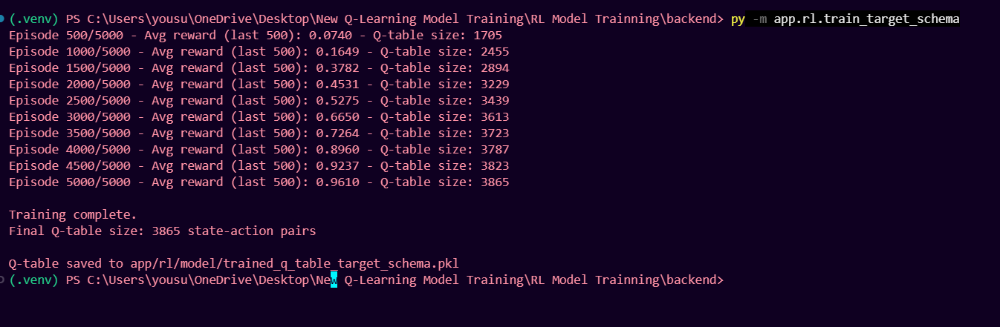 (.venv) PS C:\Users\yousu\OneDrive\Desktop\New Q-Learning Model Training\RL Model Trainning\backend> py -m app.rl.train_target_schema
Episode 500/5000 - Avg reward (last 500): 0.0740 - Q-table size: 1705
Episode 1000/5000 - Avg reward (last 500): 0.1649 - Q-table size: 2455
Episode 1500/5000 - Avg reward (last 500): 0.3782 - Q-table size: 2894
Episode 2000/5000 - Avg reward (last 500): 0.4531 - Q-table size: 3229
Episode 2500/5000 - Avg reward (last 500): 0.5275 - Q-table size: 3439
Episode 3000/5000 - Avg reward (last 500): 0.6650 - Q-table size: 3613
Episode 3500/5000 - Avg reward (last 500): 0.7264 - Q-table size: 3723
Episode 4000/5000 - Avg reward (last 500): 0.8960 - Q-table size: 3787
Episode 4500/5000 - Avg reward (last 500): 0.9237 - Q-table size: 3823
Episode 5000/5000 - Avg reward (last 500): 0.9610 - Q-table size: 3865
Training complete.
Final Q-table size: 3865 state-action pairs
Q-table saved to app/rl/model/trained_q_table_target_schema.pkl
(.venv) PS C:\Users\yousu\OneDrive\Desktop\New Q-Learning Model Training\RL Model Trainning\backend>